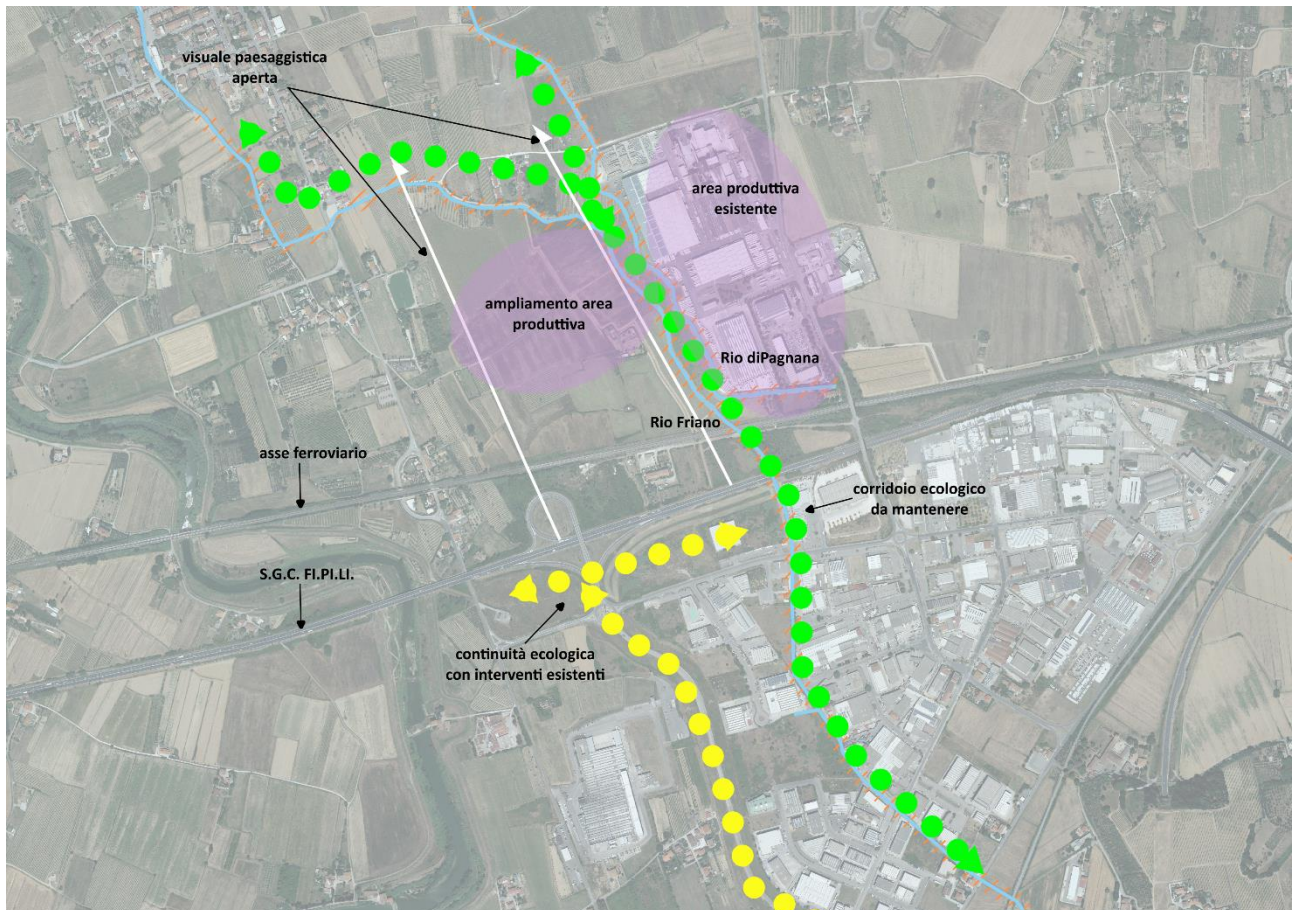 visuale paesaggistica
aperta
area produttiva
esistente
ampliamento area
produttiva
Rio diPagnana
Rio Friano
asse ferroviario
corridoio ecologico
da mantenere
S.G.C. FI.PI.LI.
continuità ecologica
con interventi esistenti